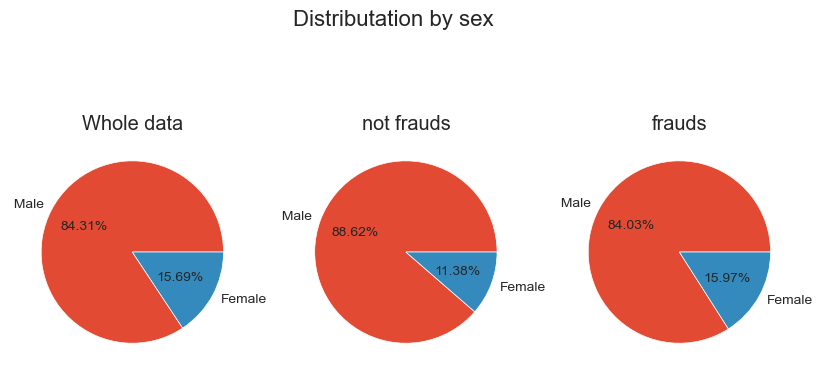 Distributation by sex
Whole data
not frauds
frauds
Male
84.31%
15.69%
Female
Male
88.62%
11.38%
Female
Male
84.03%
15.97%
Female